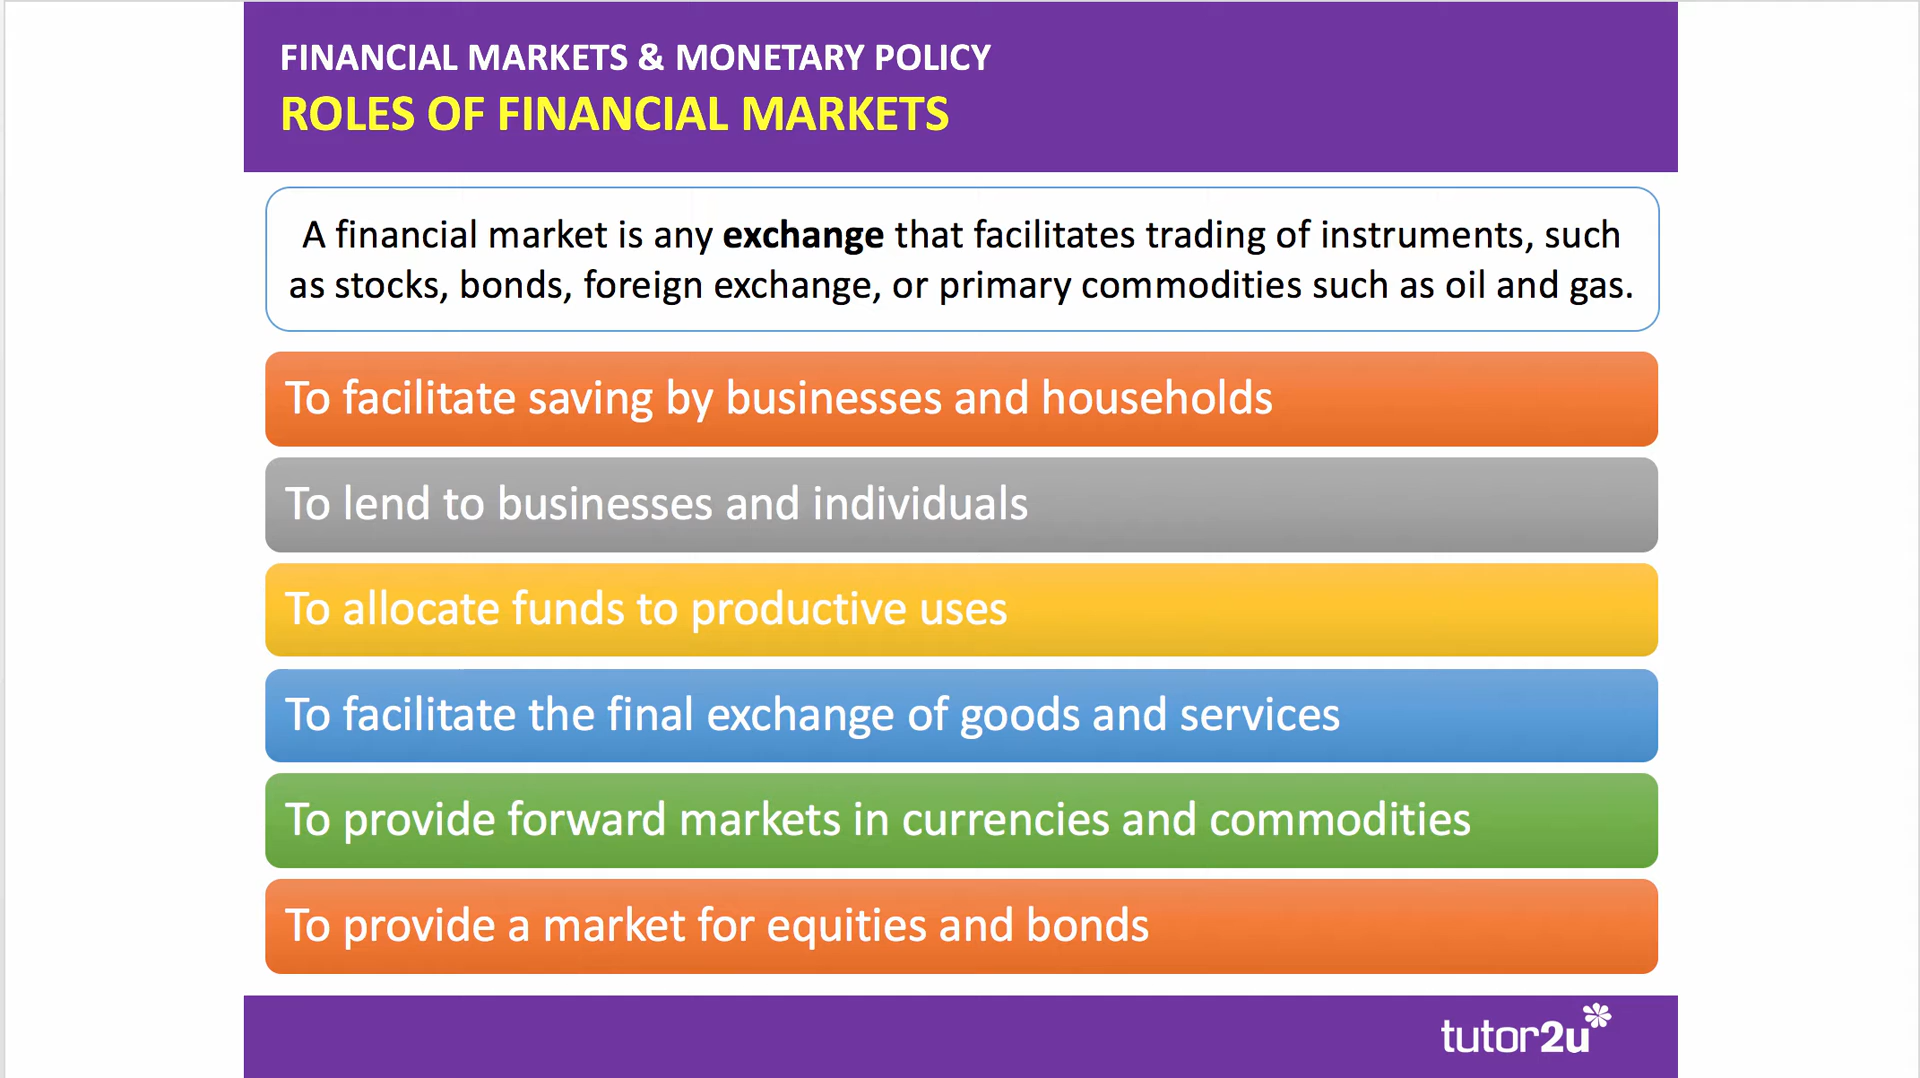 FINANCIAL MARKETS & MONETARY POLICY
ROLES OF FINANCIAL MARKETS
A financial market is any exchange that facilitates trading of instruments, such
as stocks, bonds, foreign exchange, or primary commodities such as oil and gas.
To facilitate saving by businesses and households
To lend to businesses and individuals
To allocate funds to productive uses
To facilitate the final exchange of goods and services
To provide forward markets in currencies and commodities
To provide a market for equities and bonds
tutor2u